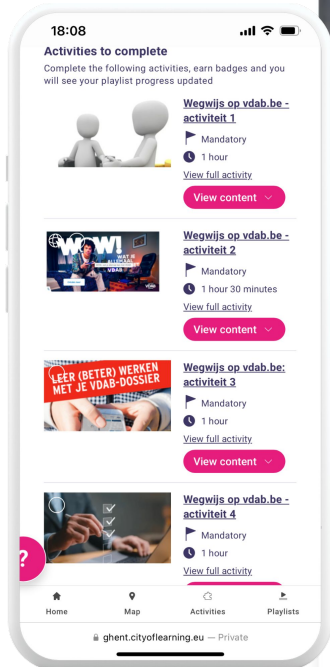 18:08
Activities to complete
Complete the following activities, earn badges and you
will see your playlist progress updated
Wegwijs op vdab.be -
activiteit 1
Mandatory
1 hour
View full activity
View content
WOW!
WAT IS
ALLEMAAL
VDAB
Wegwijs op vdab.be -
activiteit 2
Mandatory
1 hour 30 minutes
View full activity
View content
LEER (BETER) WERKEN
MET JE VDAB-DOSSIER
Wegwijs op vdab.be:
activiteit 3
Mandatory
1 hour
View full activity
View content
Wegwijs op vdab.be -
activiteit 4
Mandatory
1 hour
View full activity
?
Home
Map
Activities
Playlists
ghent.cityoflearning.eu — Private